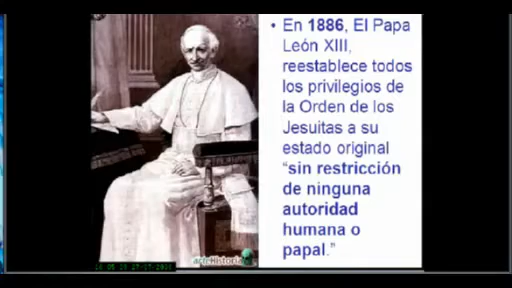 • En 1886, El Papa
León XIII,
reestablece todos
los privilegios de
la Orden de los
Jesuitas a su
estado original
“sin restricción
de ninguna
autoridad
humana o
papal.”
arteHistoria